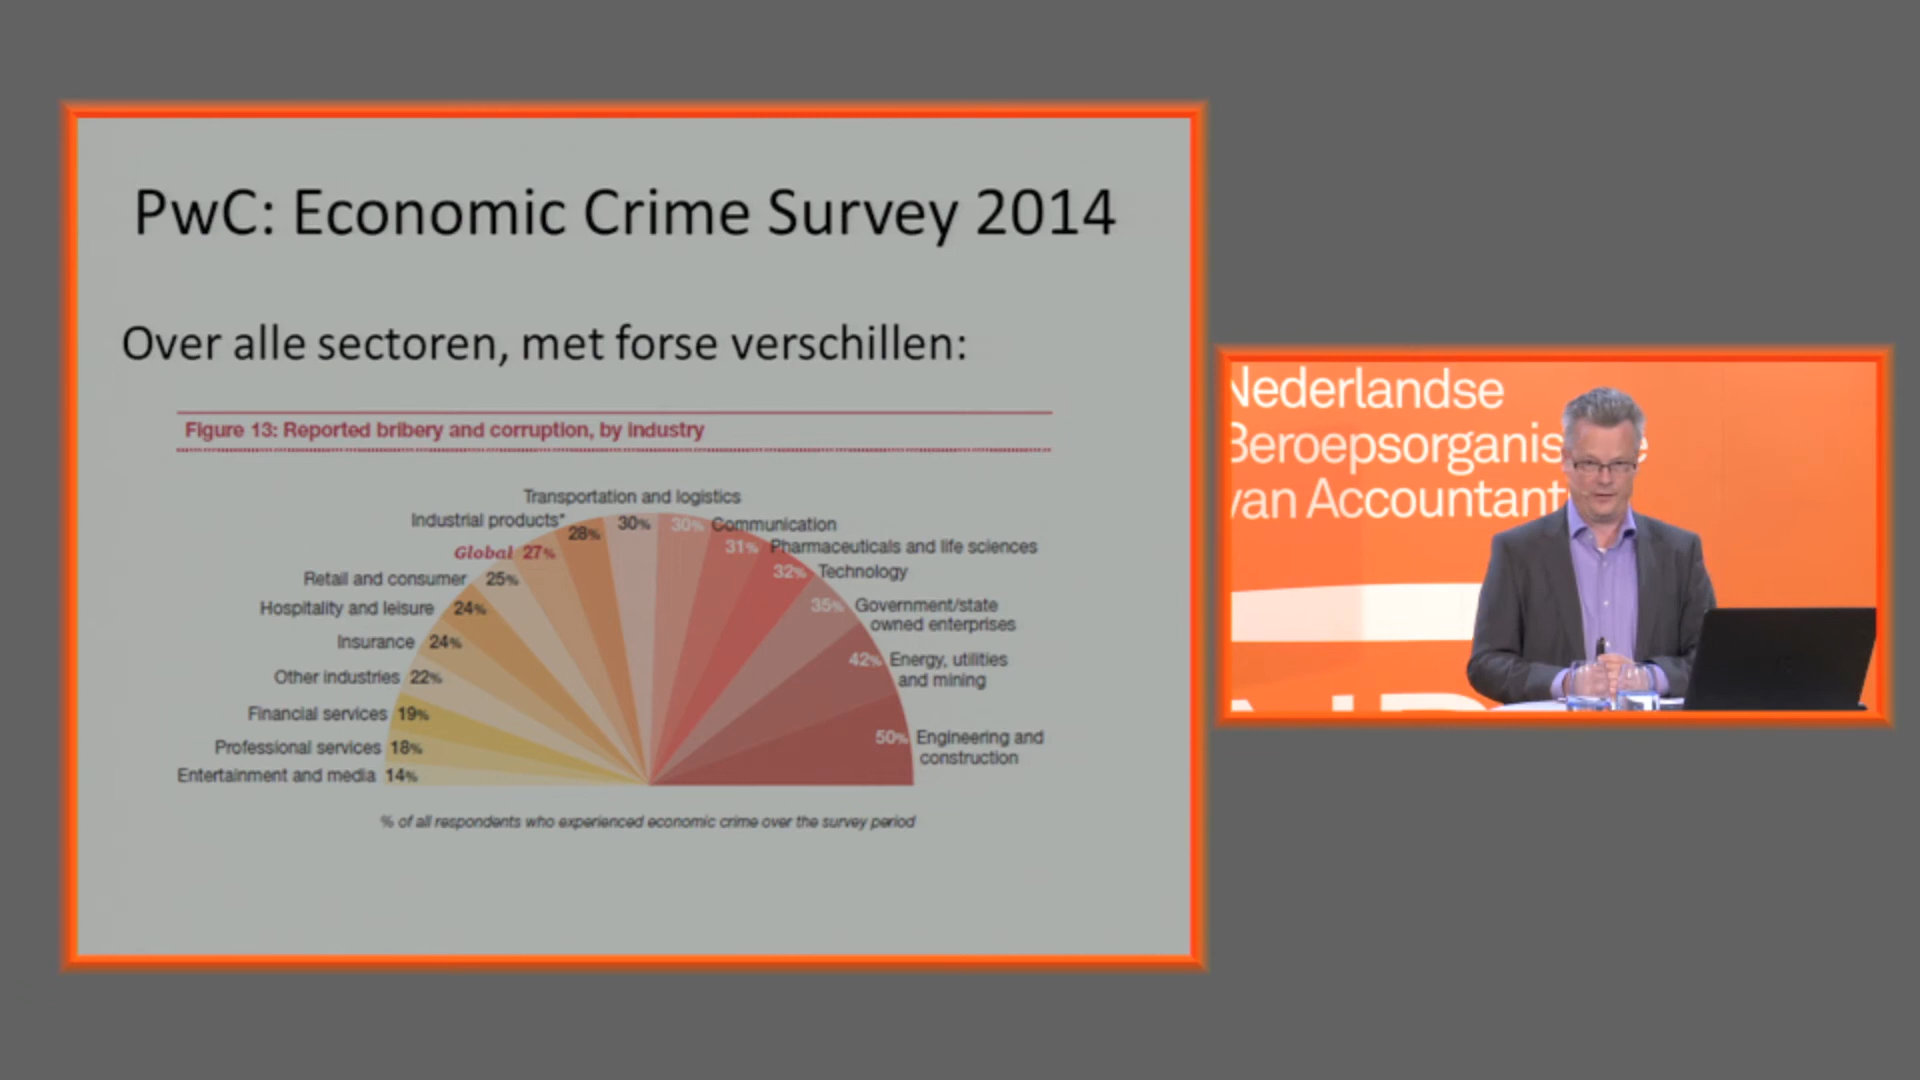 PwC: Economic Crime Survey 2014
Over alle sectoren, met forse verschillen:
Figure 13: Reported bribery and corruption, by industry
Transportation and logistics
30%
Industrial products*
28%
Global 27%
Retail and consumer 25%
Hospitality and leisure 24%
Insurance 24%
Other industries 22%
Financial services 19%
Professional services 18%
Entertainment and media 14%
30% Communication
31% Pharmaceuticals and life sciences
32% Technology
35% Government/state
owned enterprises
42% Energy, utilities
and mining
50% Engineering and
construction
% of all respondents who experienced economic crime over the survey period
Nederlandse
Beroepsorganis e
van Accountant